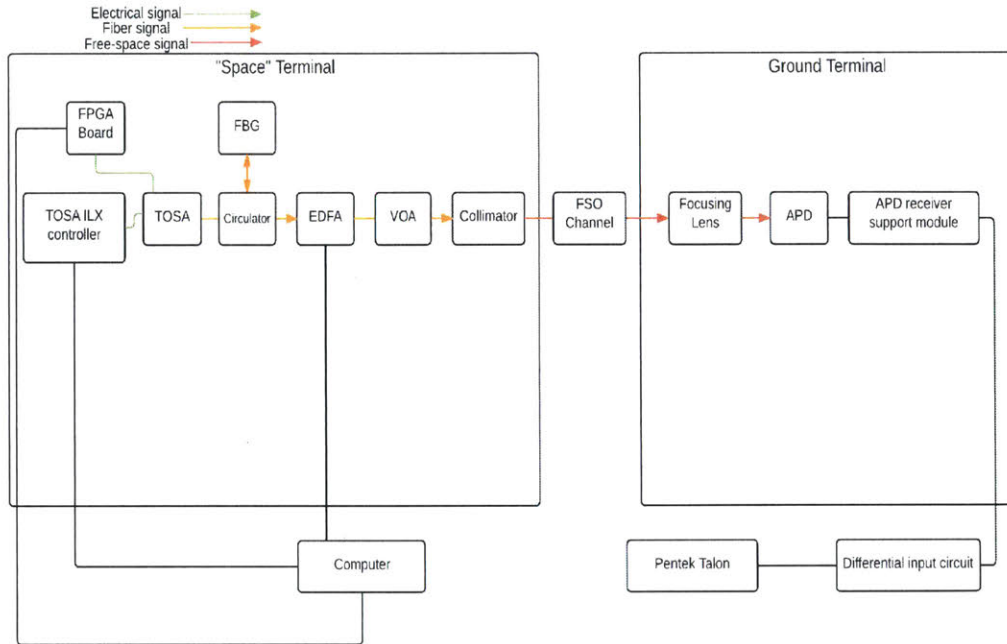 Electrical signal
Fiber signal
Free-space signal
"Space" Terminal
Ground Terminal
FPGA
Board
FBG
TOSA ILX
controller
TOSA
Circulator
EDFA
VOA
Collimator
FSO
Channel
Focusing
Lens
APD
APD receiver
support module
Computer
Pentek Talon
Differential input circuit